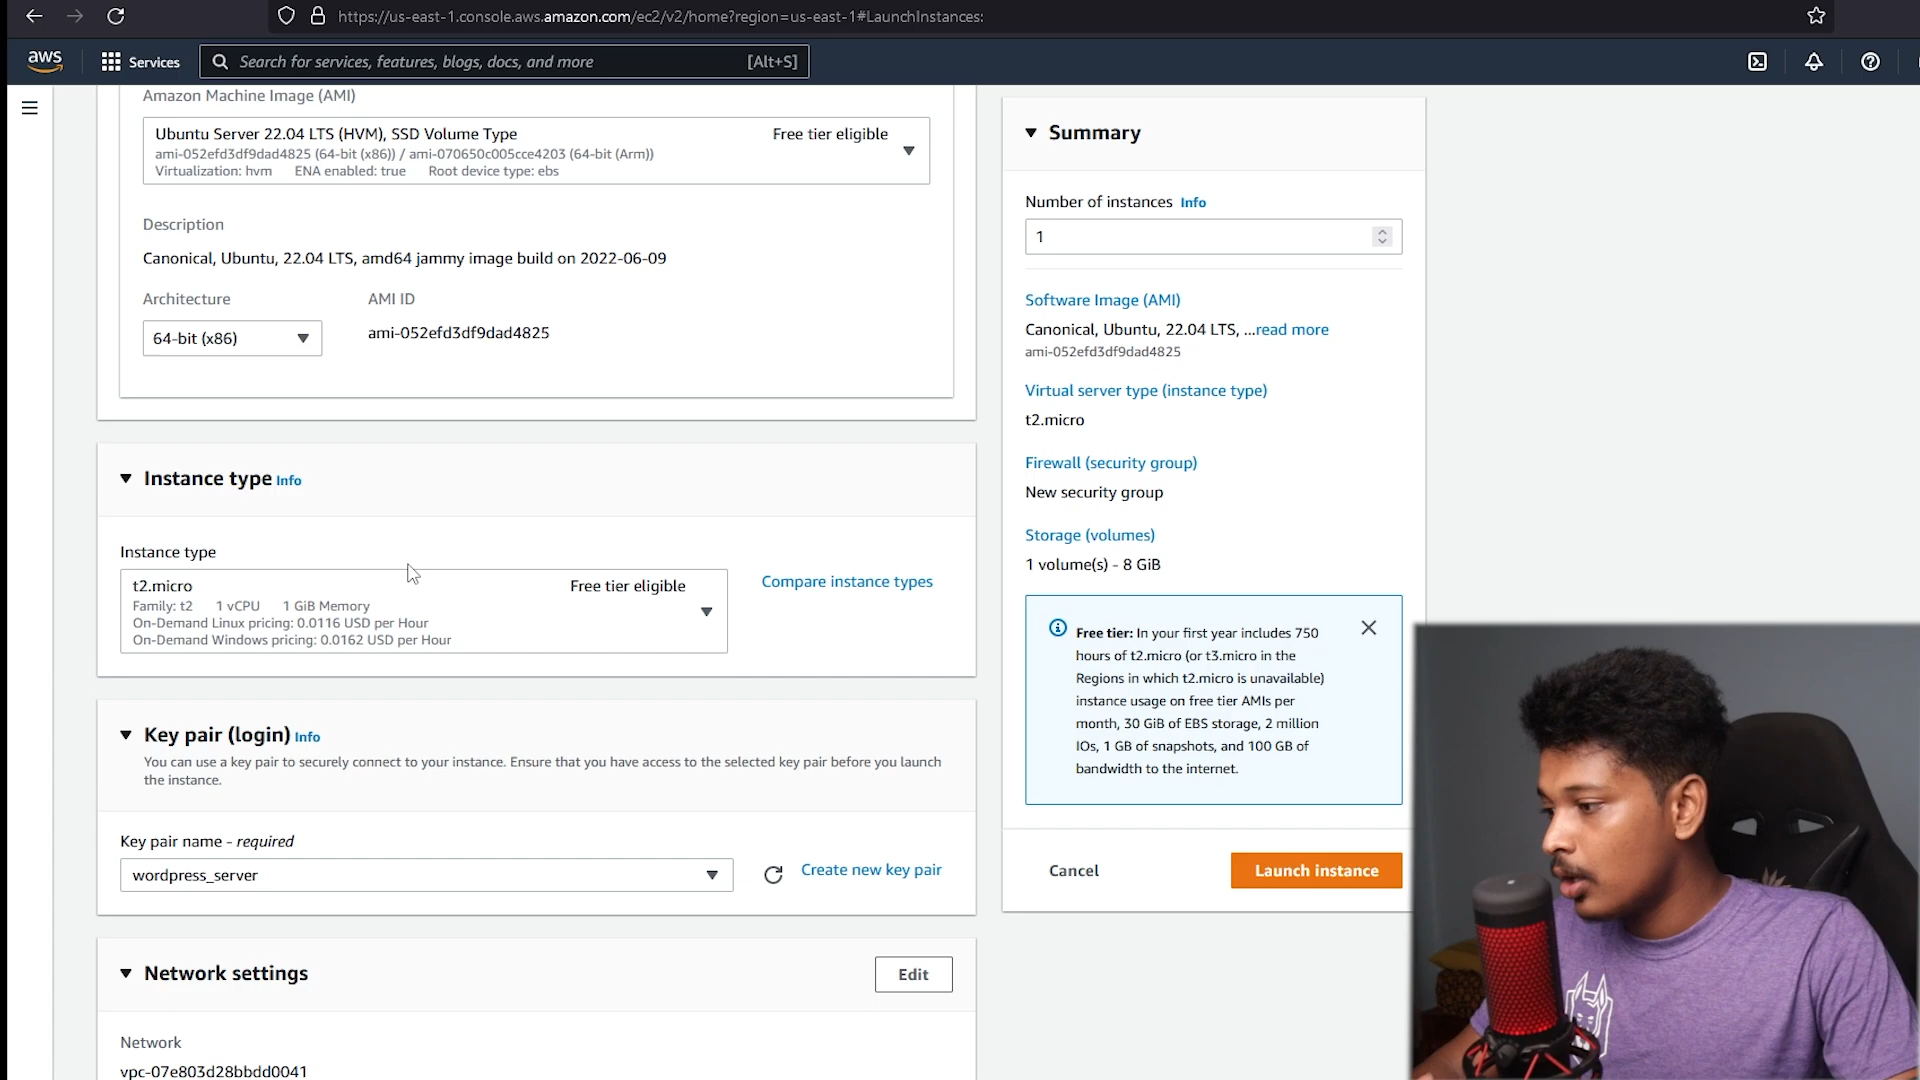 https://us-east-1.console.aws.amazon.com/ec2/v2/home?region=us-east-1#LaunchInstances:
aws
Services
Search for services, features, blogs, docs, and more
[Alt+S]
Amazon Machine Image (AMI)
Ubuntu Server 22.04 LTS (HVM), SSD Volume Type
Free tier eligible
ami-052efd3df9dad4825 (64-bit (x86)) / ami-070650c005cce4203 (64-bit (Arm))
Virtualization: hvm ENA enabled: true Root device type: ebs
Description
Canonical, Ubuntu, 22.04 LTS, amd64 jammy image build on 2022-06-09
Architecture
AMI ID
64-bit (x86)
ami-052efd3df9dad4825
Instance type Info
Instance type
t2.micro
Free tier eligible
Family: t2 1 vCPU 1 GiB Memory
On-Demand Linux pricing: 0.0116 USD per Hour
On-Demand Windows pricing: 0.0162 USD per Hour
Compare instance types
Key pair (login) Info
You can use a key pair to securely connect to your instance. Ensure that you have access to the selected key pair before you launch
the instance.
Key pair name - required
wordpress_server
Create new key pair
Network settings
Edit
Network
vpc-07e803d28bbdd0041
Summary
Number of instances Info
1
Software Image (AMI)
Canonical, Ubuntu, 22.04 LTS, ...read more
ami-052efd3df9dad4825
Virtual server type (instance type)
t2.micro
Firewall (security group)
New security group
Storage (volumes)
1 volume(s) - 8 GiB
Free tier: In your first year includes 750
hours of t2.micro (or t3.micro in the
Regions in which t2.micro is unavailable)
instance usage on free tier AMIs per
month, 30 GiB of EBS storage, 2 million
IOs, 1 GB of snapshots, and 100 GB of
bandwidth to the internet.
Cancel
Launch instance